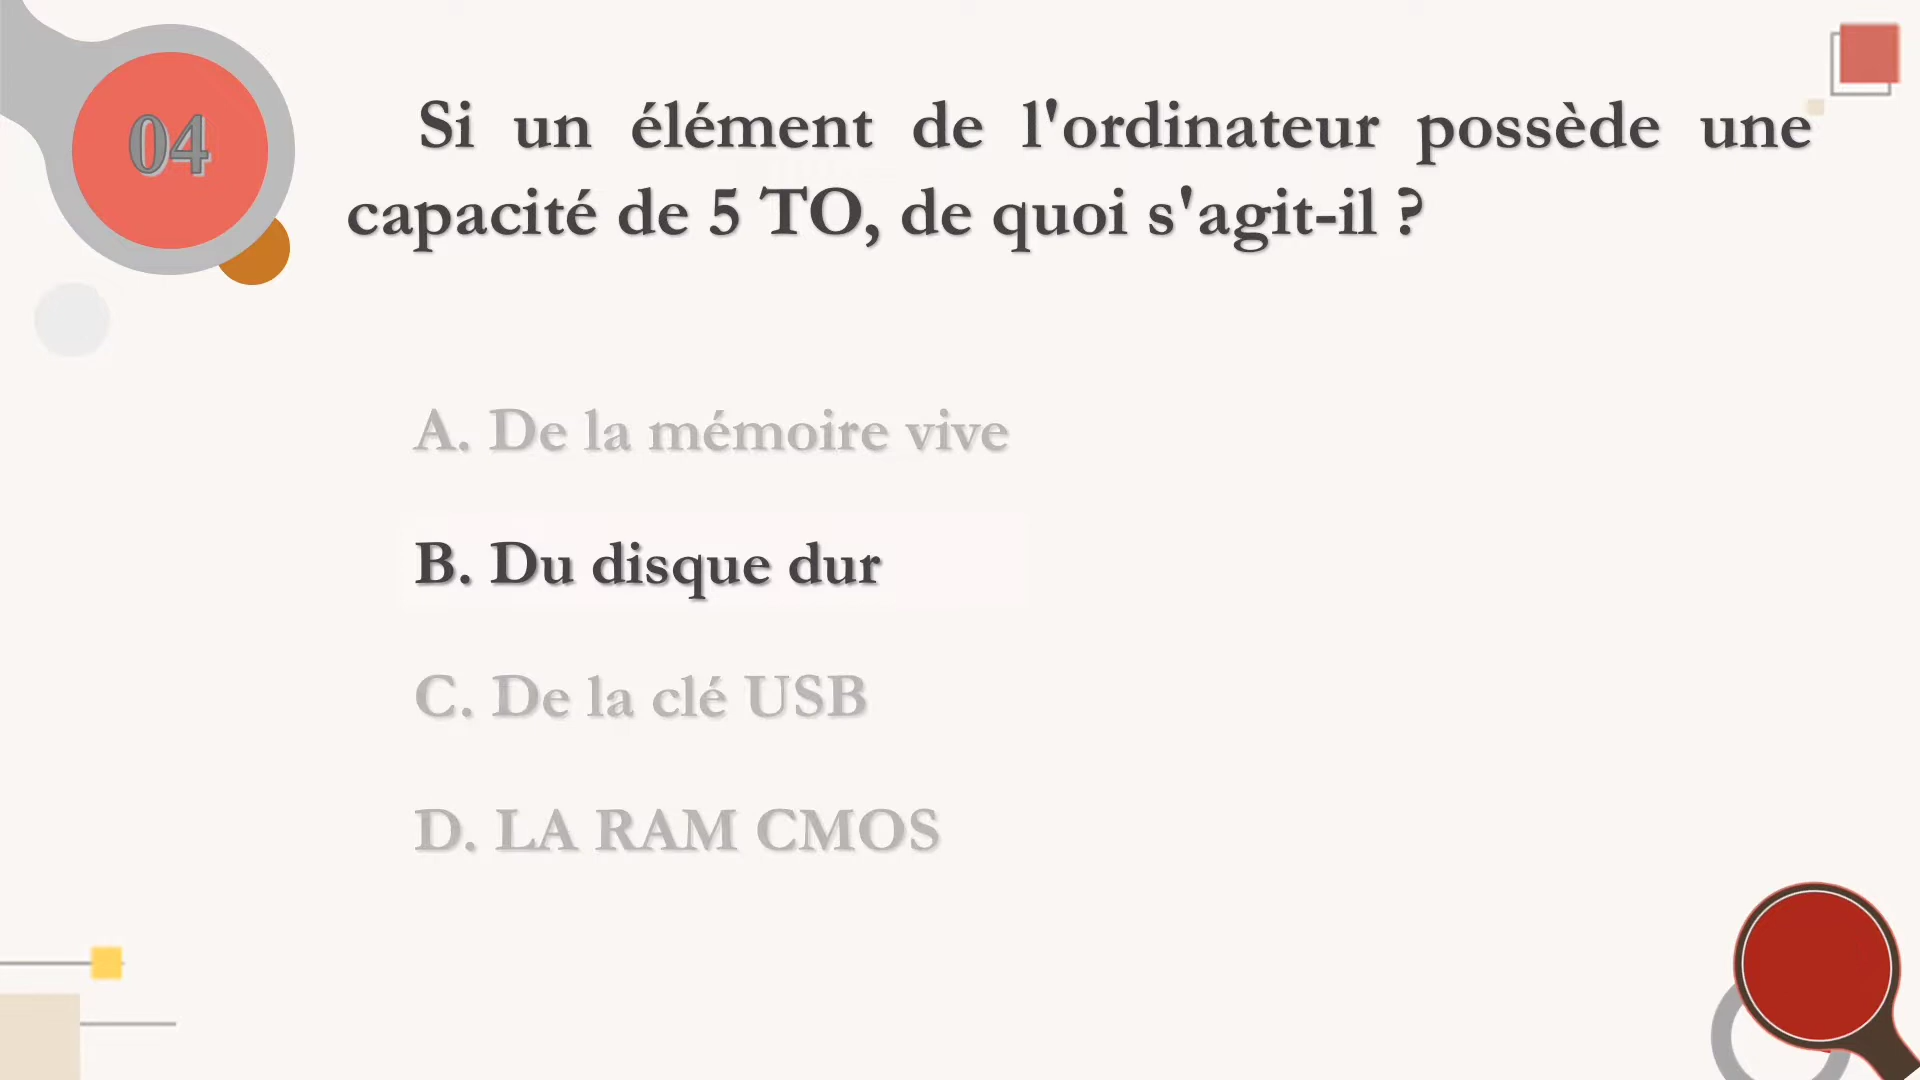 04
Si un élément de l'ordinateur possède une
capacité de 5 TO, de quoi s'agit-il ?
A. De la mémoire vive
B. Du disque dur
C. De la clé USB
D. LA RAM CMOS